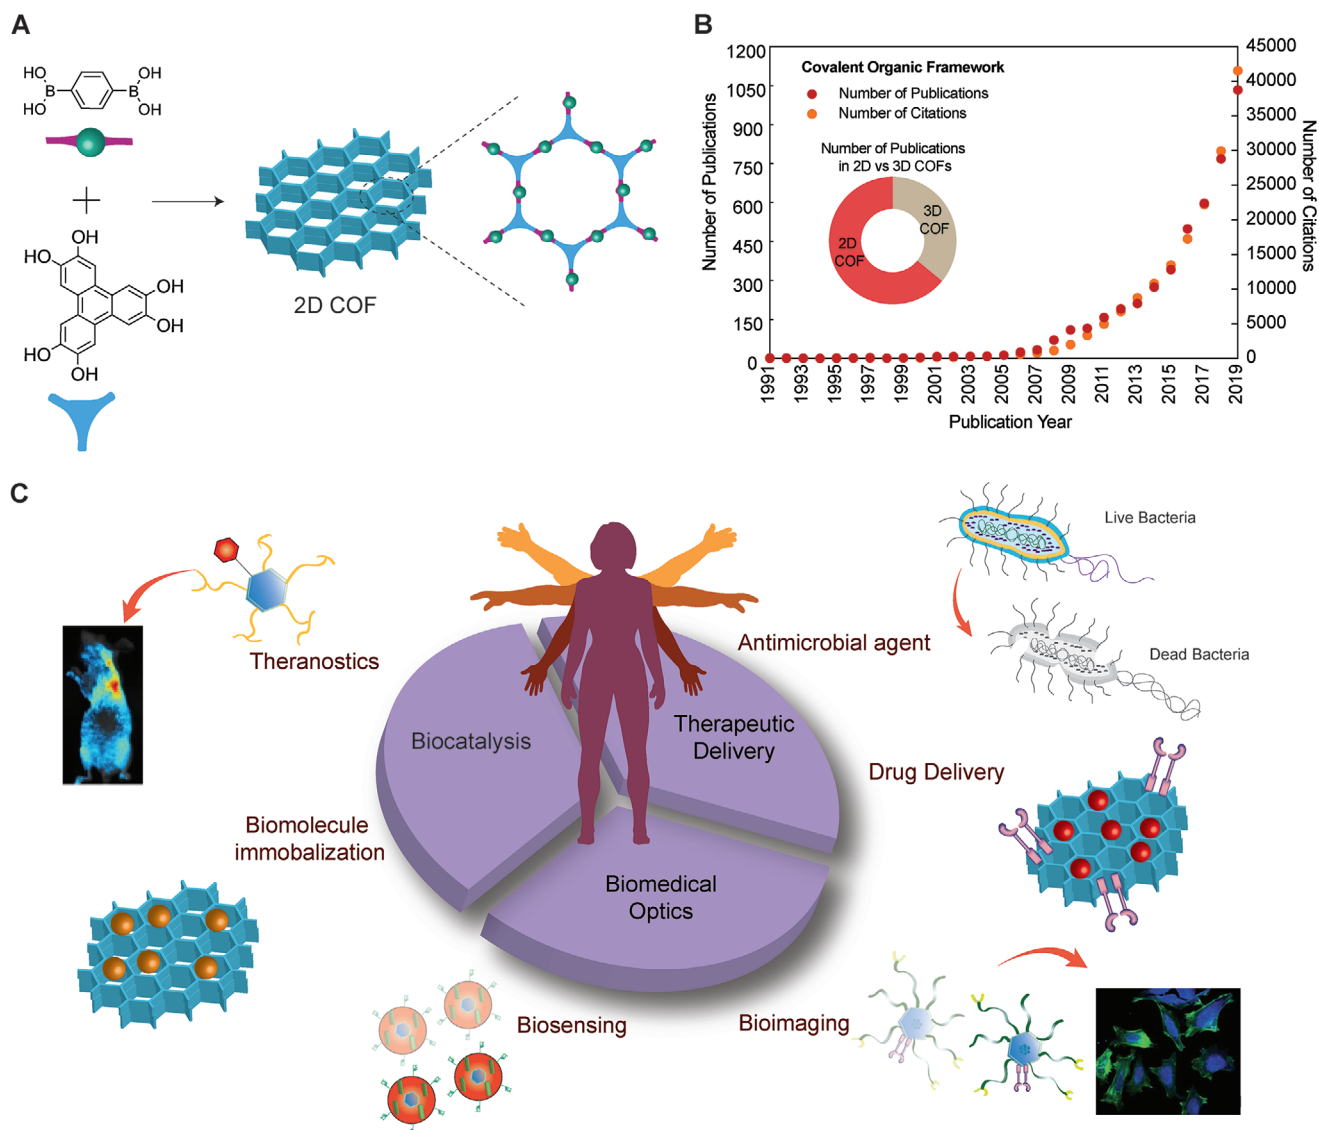 A
HO
OH
B
B
HO
OH
+
OH
HO
OH
OH
HO
OH
2D COF
B
Covalent Organic Framework
Number of Publications
Number of Citations
Number of Publications
in 2D vs 3D COFs
3D
COF
2D
COF
Number of Publications
1200
1050
900
750
600
450
300
150
0
45000
40000
35000
30000
25000
20000
15000
10000
5000
0
Number of Citations
1991
1993
1995
1997
1999
2001
2003
2005
2007
2009
2011
2013
2015
2017
2019
Publication Year
C
Live Bacteria
Dead Bacteria
Theranostics
Antimicrobial agent
Biocatalysis
Therapeutic
Delivery
Drug Delivery
Biomolecule
immobalization
Biomedical
Optics
Biosensing
Bioimaging